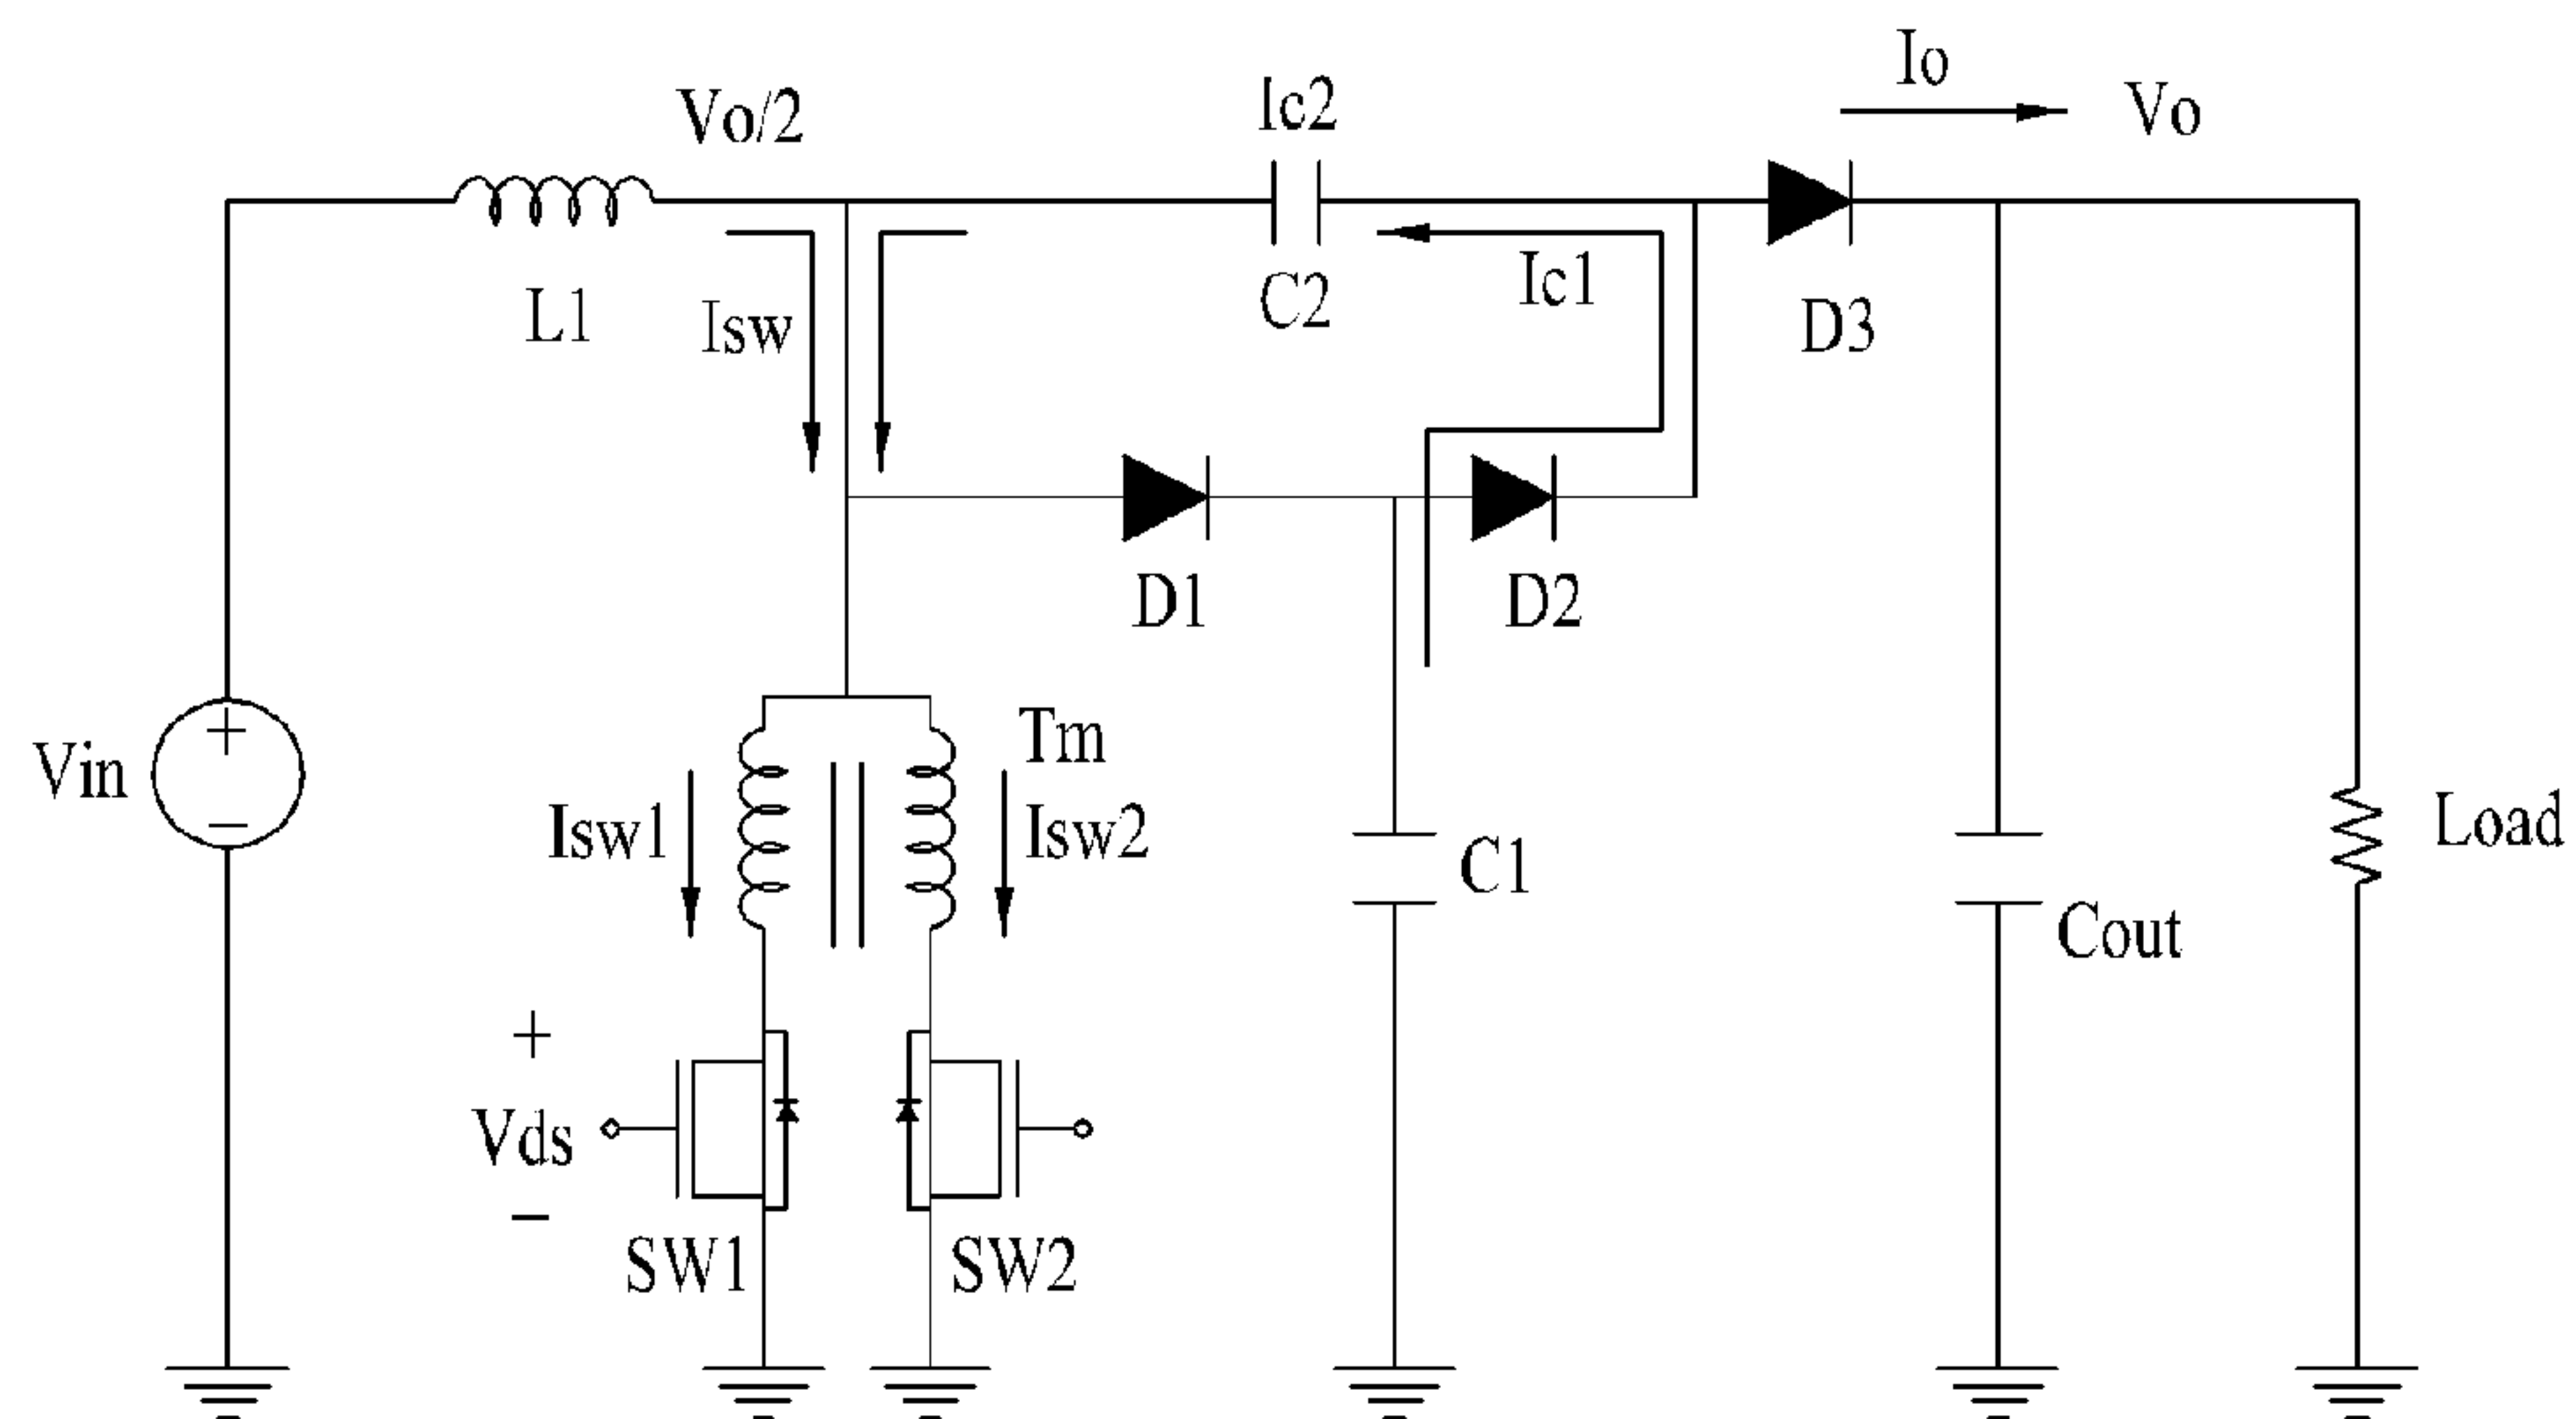 Io
Vo/2
Ic2
Vo
L1
Isw
C2
Ic1
D3
D1
D2
Vin
+
−
Tm
Isw1
Isw2
C1
Cout
Load
+
Vds
−
SW1
SW2